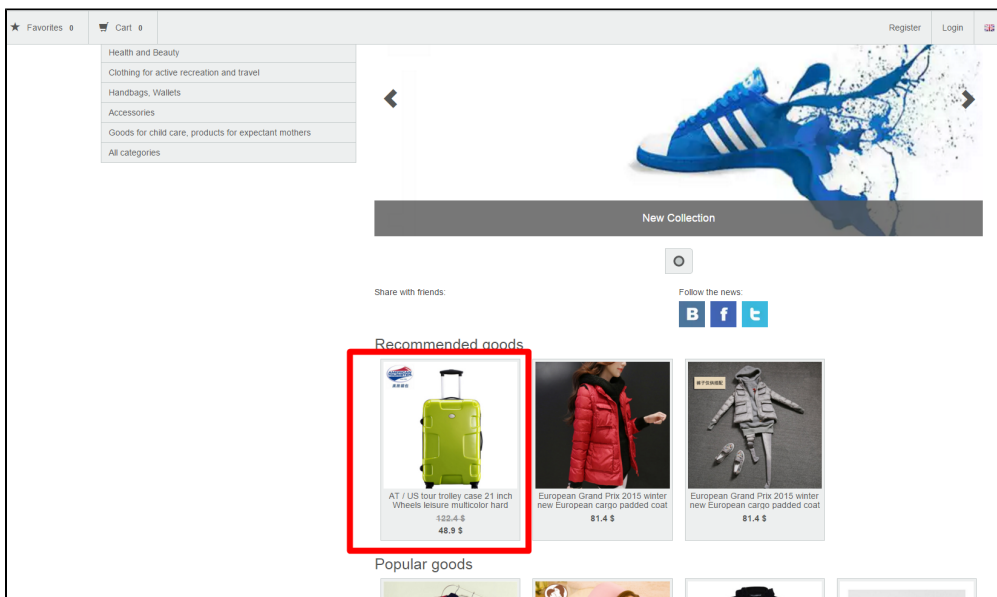 Favorites 0
Cart 0
Register
Login
Health and Beauty
Clothing for active recreation and travel
Handbags, Wallets
Accessories
Goods for child care, products for expectant mothers
All categories
New Collection
Share with friends:
Follow the news:
B f t
Recommended goods
AT / US tour trolley case 21 inch
Wheels leisure multicolor hard
122.4 $
48.9 $
European Grand Prix 2015 winter
new European cargo padded coat
81.4 $
European Grand Prix 2015 winter
new European cargo padded coat
81.4 $
Popular goods